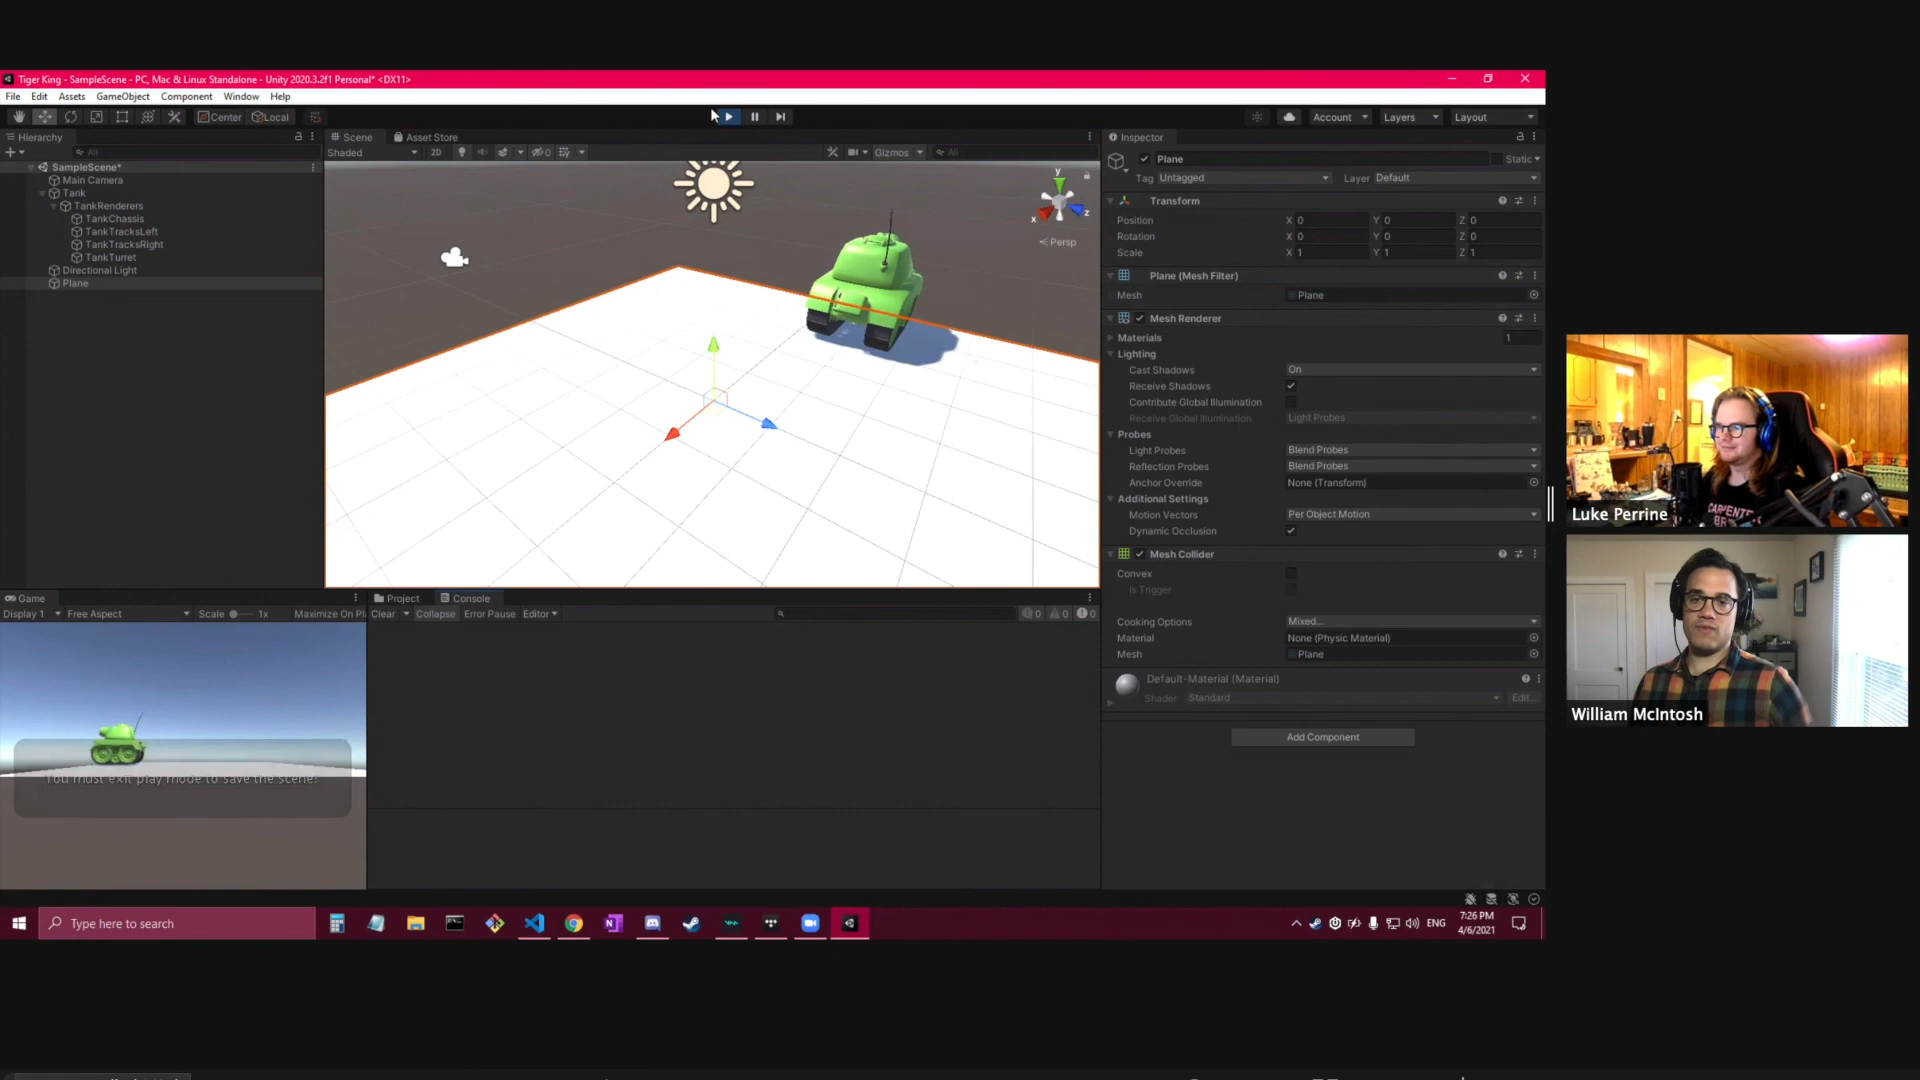 Tiger King - SampleScene - PC, Mac & Linux Standalone - Unity 2020.3.2f1 Personal* <DX11>
File Edit Assets GameObject Component Window Help
Center Local
Account Layers Layout
Hierarchy
All
SampleScene*
Main Camera
Tank
TankRenderers
TankChassis
TankTracksLeft
TankTracksRight
TankTurret
Directional Light
Plane
Scene Asset Store
Shaded 2D 0 Gizmos All
y
x z
Persp
Inspector
Plane Static
Tag Untagged Layer Default
Transform
Position X 0 Y 0 Z 0
Rotation X 0 Y 0 Z 0
Scale X 1 Y 1 Z 1
Plane (Mesh Filter)
Mesh Plane
Mesh Renderer
Materials 1
Lighting
Cast Shadows On
Receive Shadows
Contribute Global Illumination
Receive Global Illumination Light Probes
Probes
Light Probes Blend Probes
Reflection Probes Blend Probes
Anchor Override None (Transform)
Additional Settings
Motion Vectors Per Object Motion
Dynamic Occlusion
Mesh Collider
Convex
Is Trigger
Cooking Options Mixed...
Material None (Physic Material)
Mesh Plane
Default-Material (Material)
Shader Standard Edit...
Add Component
Game
Display 1 Free Aspect Scale 1x Maximize On Pl
You must exit play mode to save the scene!
Project Console
Clear Collapse Error Pause Editor 0 0 0
Luke Perrine
CARPENTE
BR
William McIntosh
Type here to search
ENG
7:26 PM
4/6/2021